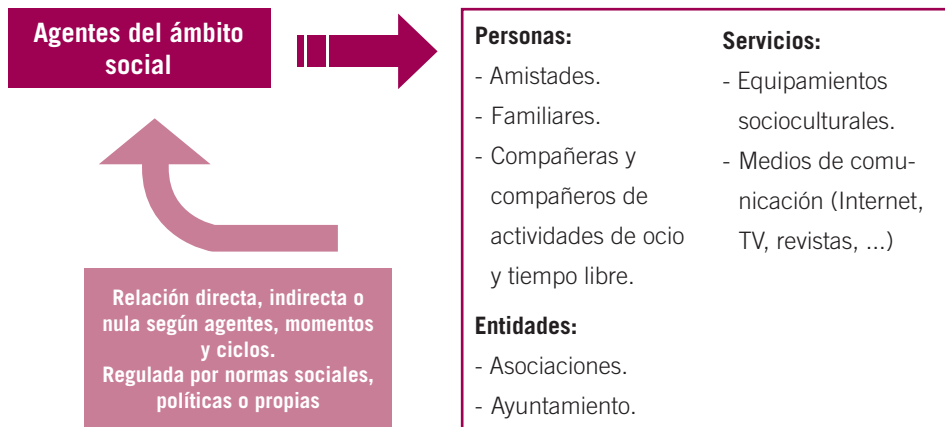 Agentes del ámbito
social
Personas:
- Amistades.
- Familiares.
- Compañeras y
compañeros de
actividades de ocio
y tiempo libre.
Entidades:
- Asociaciones.
- Ayuntamiento.
Servicios:
- Equipamientos
socioculturales.
- Medios de comu-
nicación (Internet,
TV, revistas, ...)
Relación directa, indirecta o
nula según agentes, momentos
y ciclos.
Regulada por normas sociales,
políticas o propias